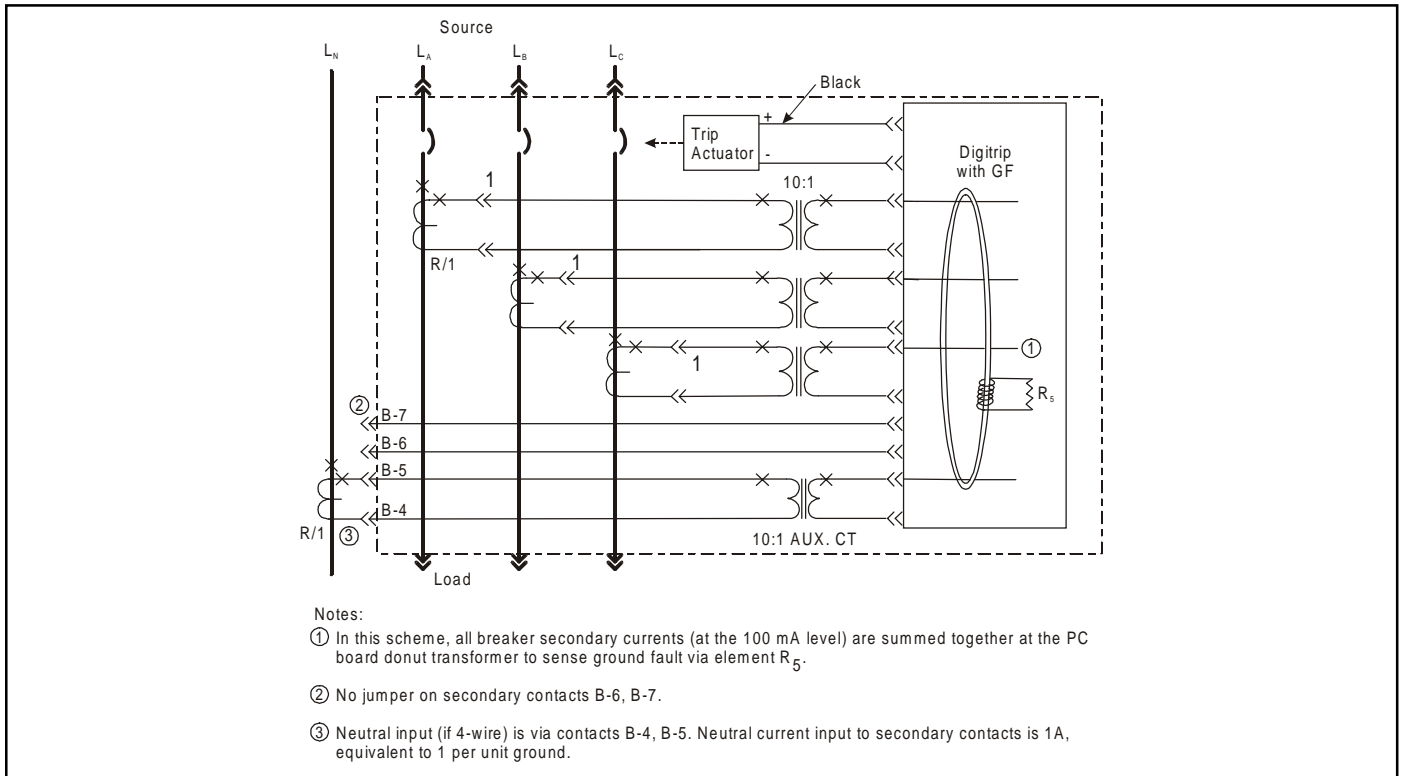 Source
L_N L_A L_B L_C
Black
+
Trip
Actuator
-
Digitrip
with GF
1
10:1
R/1
1
1
①
R₅
② B-7
B-6
B-5
B-4
R/1 ③
10:1 AUX. CT
Load
Notes:
① In this scheme, all breaker secondary currents (at the 100 mA level) are summed together at the PC
board donut transformer to sense ground fault via element R₅.
② No jumper on secondary contacts B-6, B-7.
③ Neutral input (if 4-wire) is via contacts B-4, B-5. Neutral current input to secondary contacts is 1A,
equivalent to 1 per unit ground.